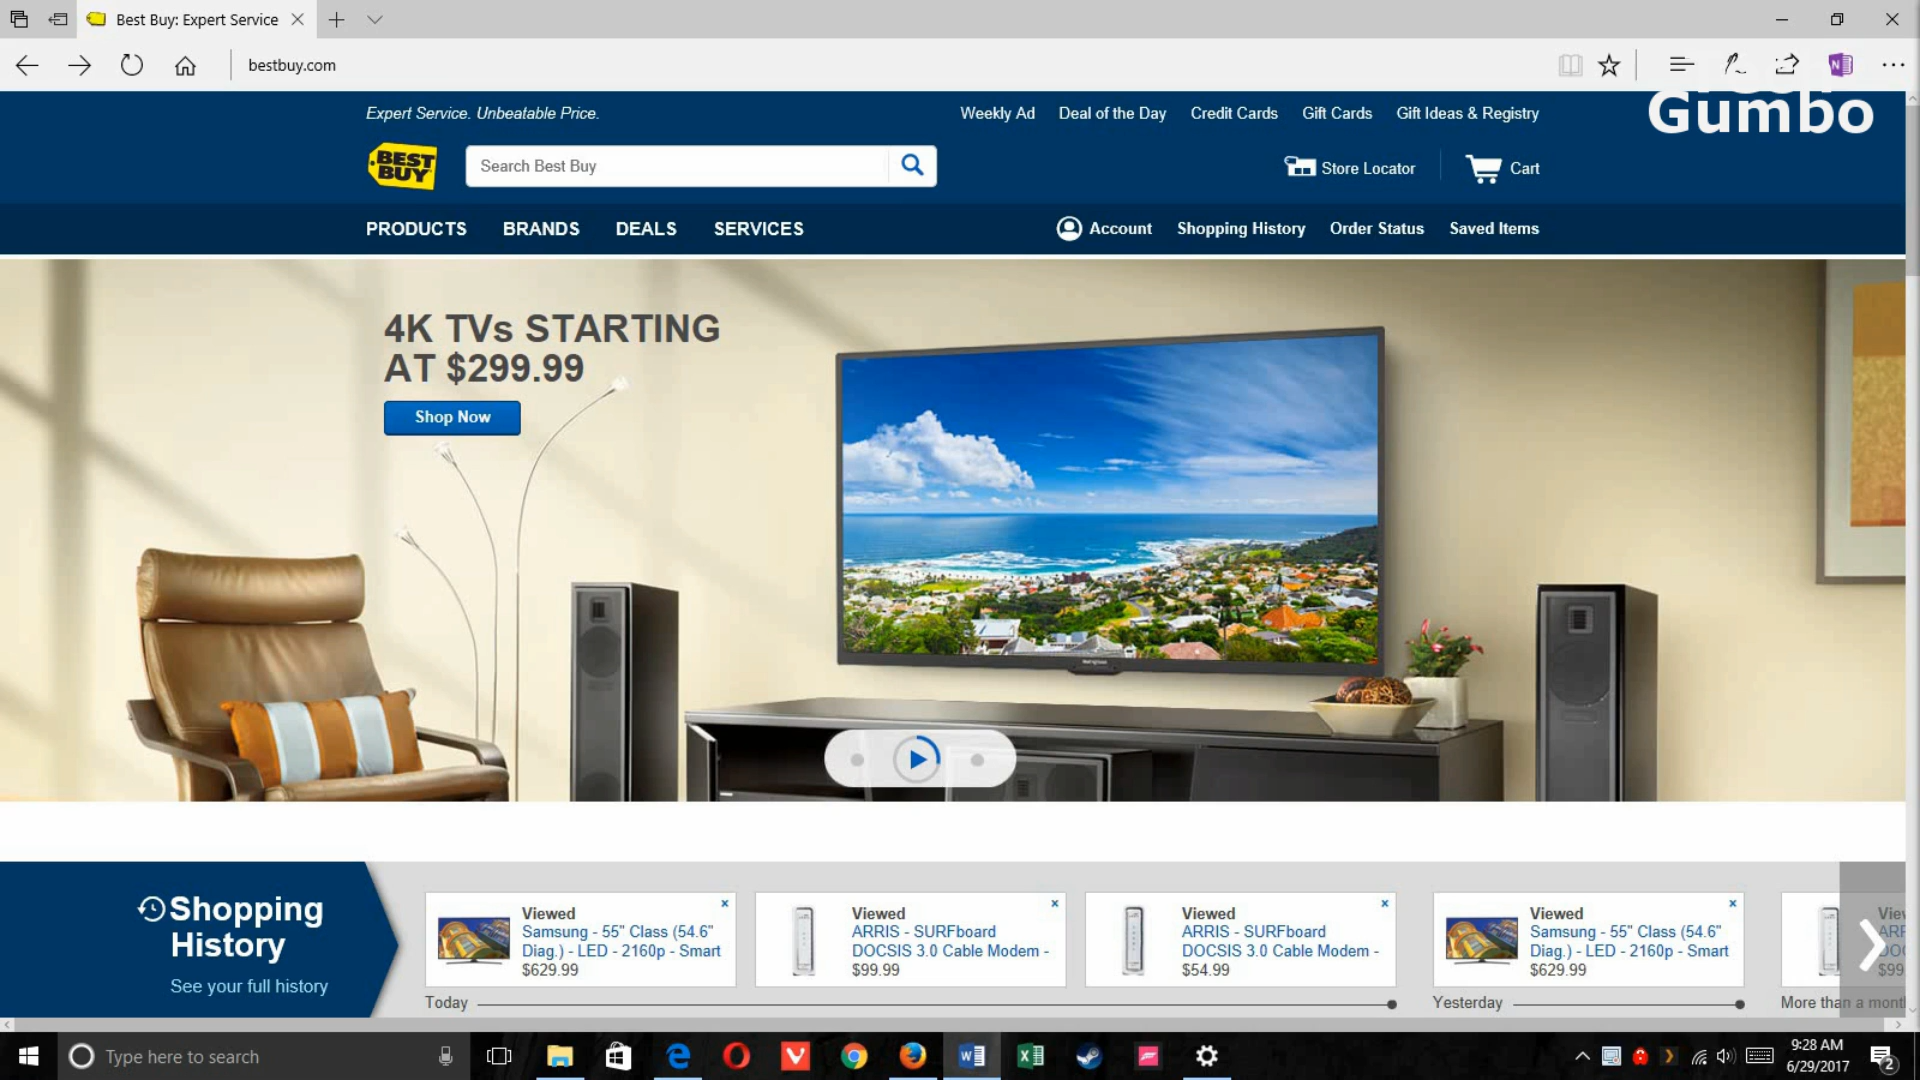 Best Buy: Expert Service
bestbuy.com
Expert Service. Unbeatable Price.
Weekly Ad
Deal of the Day
Credit Cards
Gift Cards
Gift Ideas & Registry
Gumbo
BEST
BUY
Search Best Buy
Store Locator
Cart
PRODUCTS
BRANDS
DEALS
SERVICES
Account
Shopping History
Order Status
Saved Items
4K TVs STARTING
AT $299.99
Shop Now
Shopping
History
See your full history
Viewed
Samsung - 55" Class (54.6"
Diag.) - LED - 2160p - Smart
$629.99
Viewed
ARRIS - SURFboard
DOCSIS 3.0 Cable Modem -
$99.99
Viewed
ARRIS - SURFboard
DOCSIS 3.0 Cable Modem -
$54.99
Today
Viewed
Samsung - 55" Class (54.6"
Diag.) - LED - 2160p - Smart
$629.99
Yesterday
$99
More than a mont
Type here to search
9:28 AM
6/29/2017
2